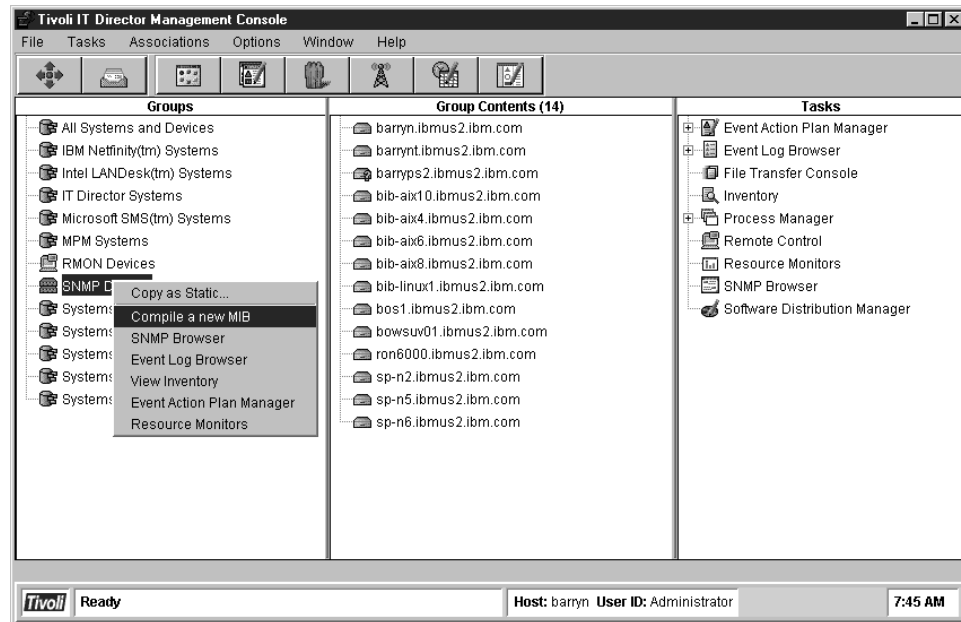 Tivoli IT Director Management Console
File Tasks Associations Options Window Help
Groups
All Systems and Devices
IBM Netfinity(tm) Systems
Intel LANDesk(tm) Systems
IT Director Systems
Microsoft SMS(tm) Systems
MPM Systems
RMON Devices
SNMP D
Systems
Systems
Systems
Systems
Systems
Copy as Static...
Compile a new MIB
SNMP Browser
Event Log Browser
View Inventory
Event Action Plan Manager
Resource Monitors
Group Contents (14)
barryn.ibmus2.ibm.com
barrynt.ibmus2.ibm.com
barryps2.ibmus2.ibm.com
bib-aix10.ibmus2.ibm.com
bib-aix4.ibmus2.ibm.com
bib-aix6.ibmus2.ibm.com
bib-aix8.ibmus2.ibm.com
bib-linux1.ibmus2.ibm.com
bos1.ibmus2.ibm.com
bowsuv01.ibmus2.ibm.com
ron6000.ibmus2.ibm.com
sp-n2.ibmus2.ibm.com
sp-n5.ibmus2.ibm.com
sp-n6.ibmus2.ibm.com
Tasks
Event Action Plan Manager
Event Log Browser
File Transfer Console
Inventory
Process Manager
Remote Control
Resource Monitors
SNMP Browser
Software Distribution Manager
Tivoli Ready Host: barryn User ID: Administrator 7:45 AM